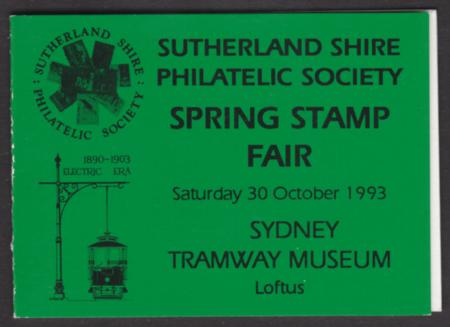 : SUTHERLAND SHIRE :
PHILATELIC SOCIETY
1890-1903
ELECTRIC ERA
SUTHERLAND SHIRE
PHILATELIC SOCIETY
SPRING STAMP
FAIR
Saturday 30 October 1993
SYDNEY
TRAMWAY MUSEUM
Loftus